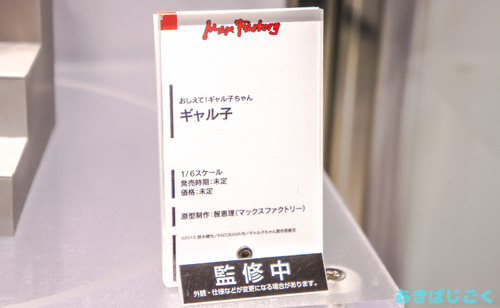 Max Factory
おしえて!ギャル子ちゃん
ギャル子
1/6スケール
発売時期:未定
価格:未定
原型制作:智恵理(マックスファクトリー)
監修中
外観・仕様などが変更になる場合があります。
あきばじごく